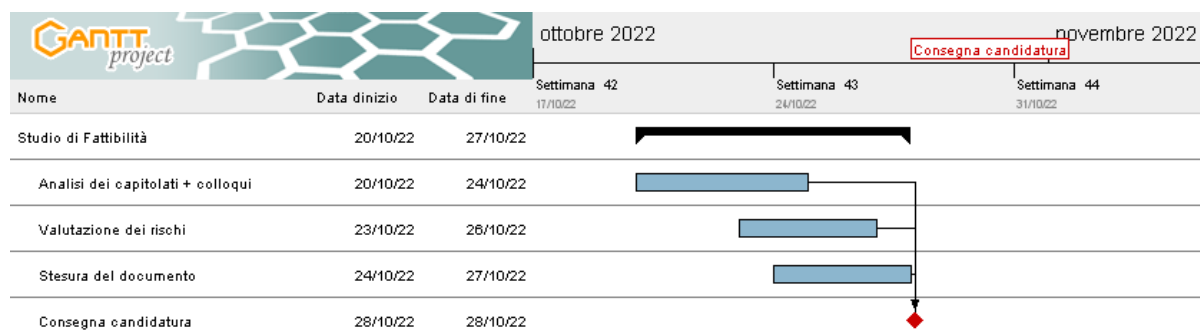 GANTT
project
ottobre 2022
novembre 2022
Consegna candidatura
Settimana 42
17/10/22
Settimana 43
24/10/22
Settimana 44
31/10/22
Nome Data dinizio Data di fine
Studio di Fattibilità 20/10/22 27/10/22
Analisi dei capitolati + colloqui 20/10/22 24/10/22
Valutazione dei rischi 23/10/22 26/10/22
Stesura del documento 24/10/22 27/10/22
Consegna candidatura 28/10/22 28/10/22